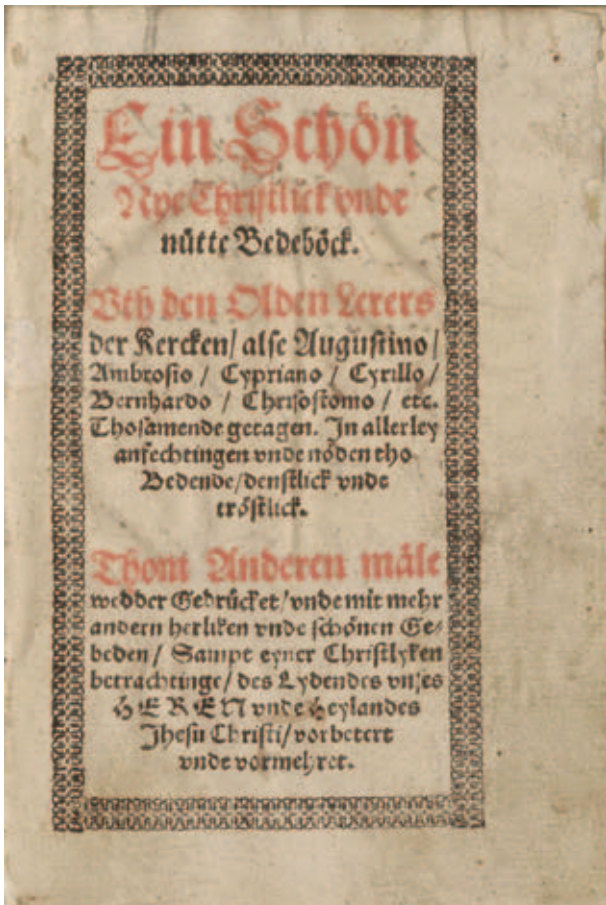 Ein Schön
Nye Christlick vnde
nütte Bedeböck.
Vth den Olden Lerers
der Kercken/ alse Augustino/
Ambrosio / Cypriano / Cyrillo/
Bernhardo / Chrisostomo / etc.
Thosamende getagen. In allerley
anfechtingen vnde nöden tho
Bedende/denstlick vnde
tröstlick.
Thom Anderen mäle
wedder Gedrücket/vnde mit mehr
andern herliken vnde schönen Ge-
beden/ Sampt eyner Christlyken
betrachtinge/ des Lydendes vnses
HEREN vnde Heylandes
Jhesu Christi/vorbetert
vnde vormehret.